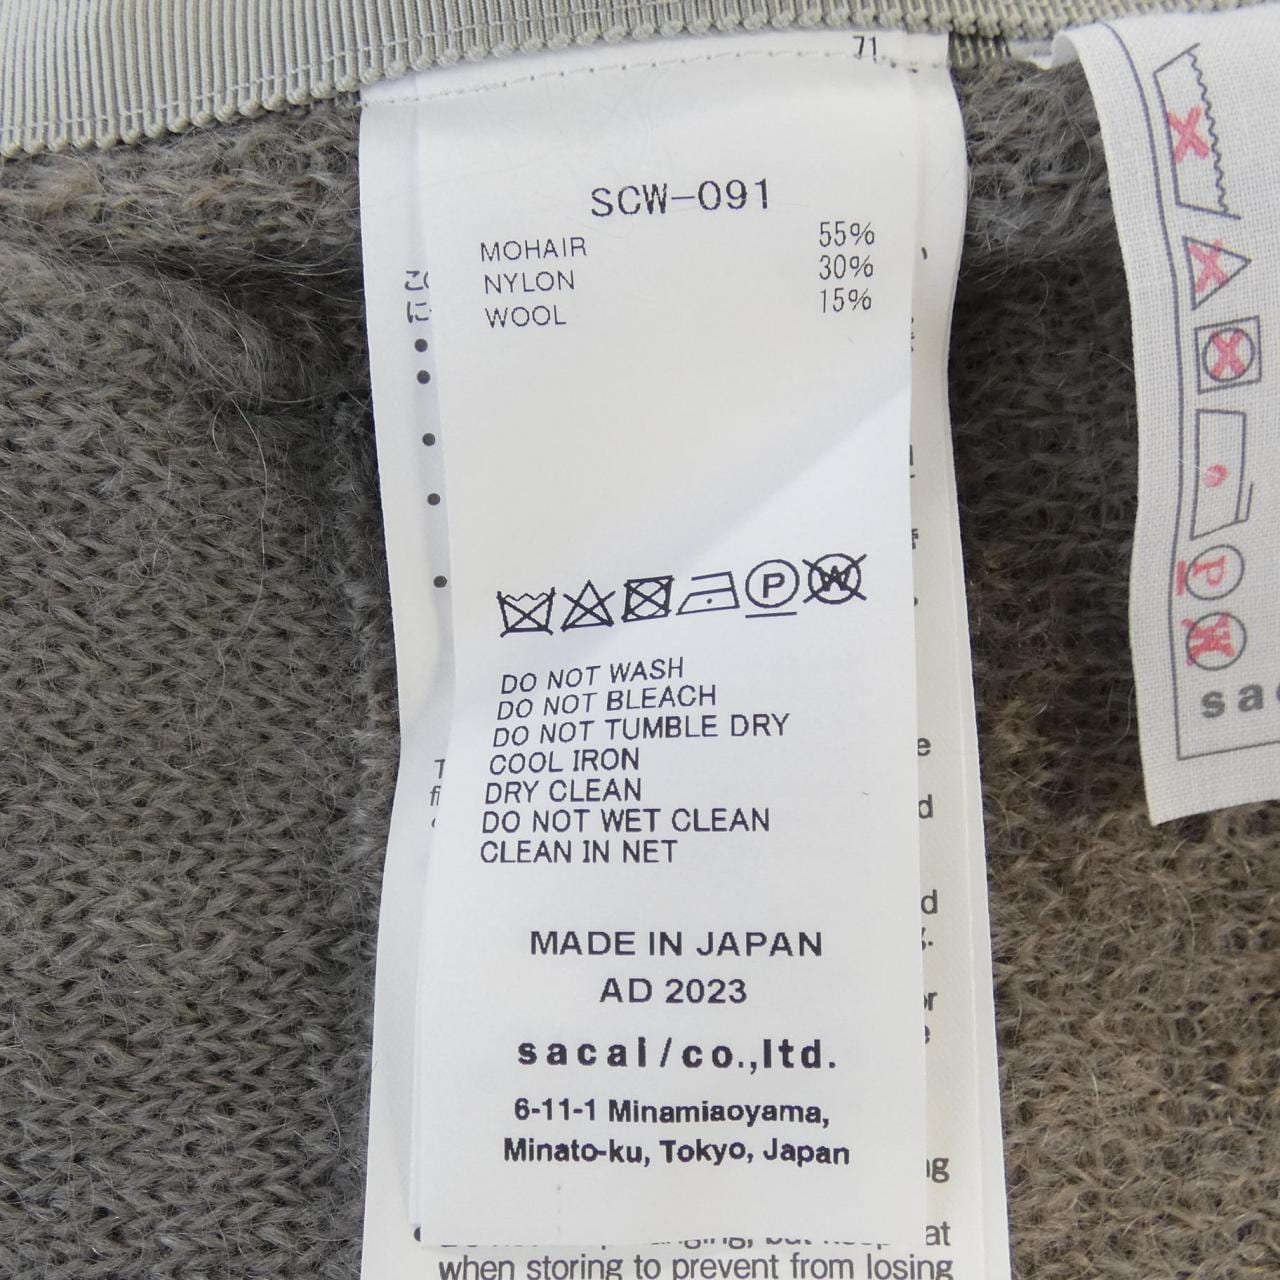 71
SCW-091
MOHAIR 55%
NYLON 30%
WOOL 15%
P W
DO NOT WASH
DO NOT BLEACH
DO NOT TUMBLE DRY
COOL IRON
DRY CLEAN
DO NOT WET CLEAN
CLEAN IN NET
MADE IN JAPAN
AD 2023
sacai/co.,ltd.
6-11-1 Minamiaoyama,
Minato-ku, Tokyo, Japan
at
when storing to prevent from losing
P
W